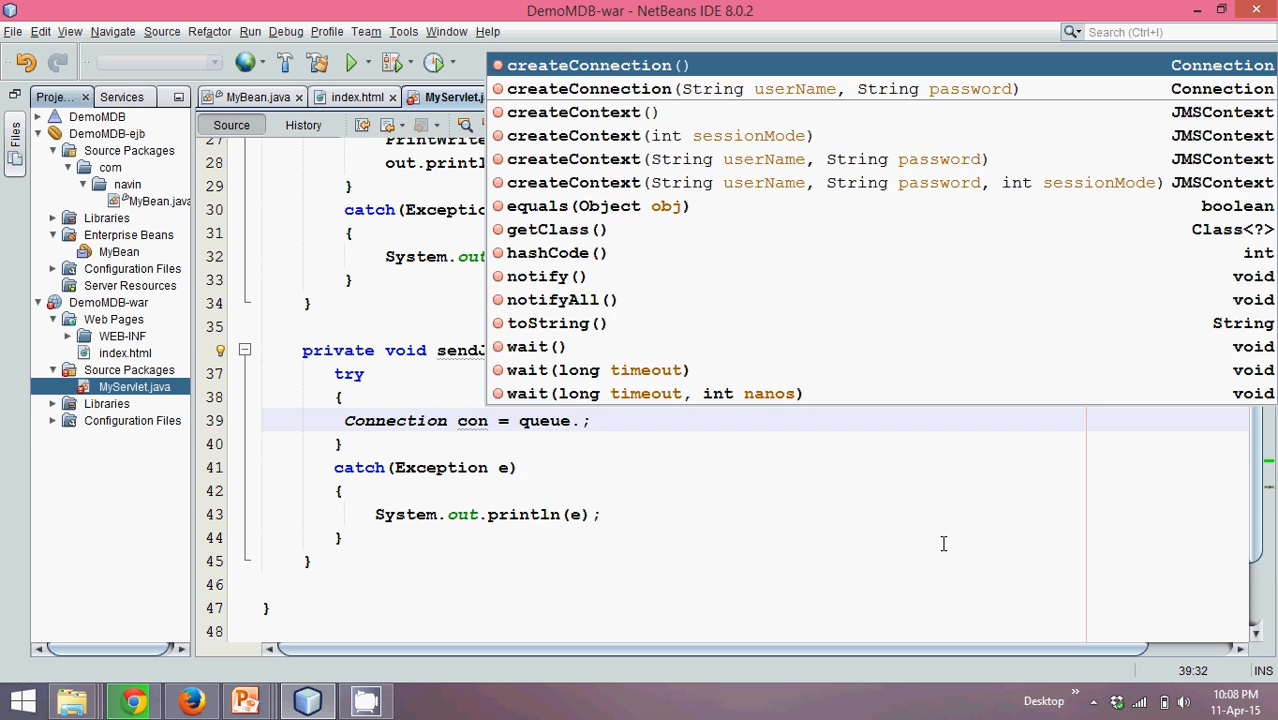 DemoMDB-war - NetBeans IDE 8.0.2
File Edit View Navigate Source Refactor Run Debug Profile Team Tools Window Help
Search (Ctrl+I)
Proje... Services
MyBean.java index.html MyServlet.j
Source History
Files
DemoMDB
DemoMDB-ejb
Source Packages
com
navin
MyBean.java
Libraries
Enterprise Beans
MyBean
Configuration Files
Server Resources
DemoMDB-war
Web Pages
WEB-INF
index.html
Source Packages
MyServlet.java
Libraries
Configuration Files
createConnection() Connection
createConnection(String userName, String password) Connection
createContext() JMSContext
createContext(int sessionMode) JMSContext
createContext(String userName, String password) JMSContext
createContext(String userName, String password, int sessionMode) JMSContext
equals(Object obj) boolean
getClass() Class<?>
hashCode() int
notify() void
notifyAll() void
toString() String
wait() void
wait(long timeout) void
wait(long timeout, int nanos) void
27 PrintWrite
28 out.printl
29 }
30 catch(Exceptio
31 {
32 System.out
33 }
34 }
35
private void sendJ
37 try
38 {
39 Connection con = queue.;
40 }
41 catch(Exception e)
42 {
43 System.out.println(e);
44 }
45 }
46
47 }
48
39:32 INS
Desktop
10:08 PM
11-Apr-15